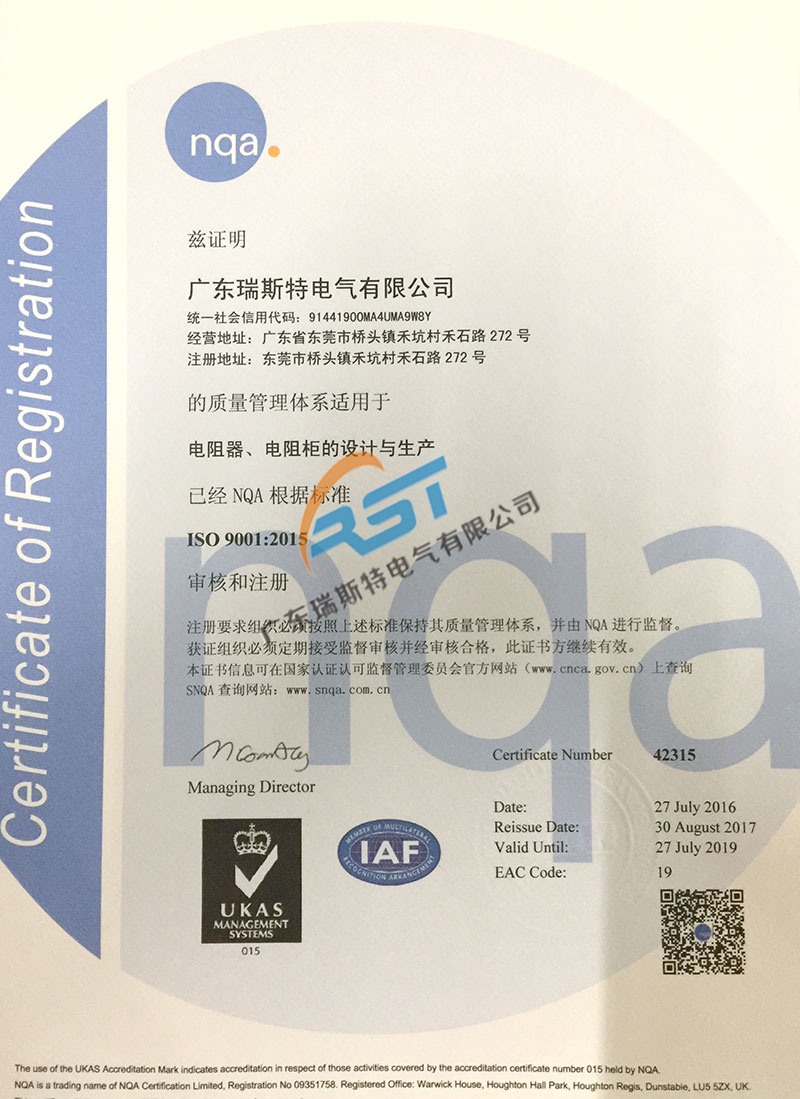 Certificate of Registration
nqa.
兹证明
广东瑞斯特电气有限公司
统一社会信用代码：91441900MA4UMA9W8Y
经营地址：广东省东莞市桥头镇禾坑村禾石路 272 号
注册地址：东莞市桥头镇禾坑村禾石路 272 号
的质量管理体系适用于
电阻器、电阻柜的设计与生产
已经 NQA 根据标准
ISO 9001:2015
审核和注册
RST
广东瑞斯特电气有限公司
nqa
注册要求组织必须按照上述标准保持其质量管理体系，并由 NQA 进行监督。
获证组织必须定期接受监督审核并经审核合格，此证书方继续有效。
本证书信息可在国家认证认可监督管理委员会官方网站（www.cnca.gov.cn）上查询
SNQA 查询网站：www.snqa.com.cn
Managing Director
Certificate Number 42315
Date: 27 July 2016
Reissue Date: 30 August 2017
Valid Until: 27 July 2019
EAC Code: 19
UKAS
MANAGEMENT
SYSTEMS
015
MEMBER OF MULTILATERAL
IAF
RECOGNITION ARRANGEMENT
nqa
The use of the UKAS Accreditation Mark indicates accreditation in respect of those activities covered by the accreditation certificate number 015 held by NQA.
NQA is a trading name of NQA Certification Limited, Registration No 09351758. Registered Office: Warwick House, Houghton Hall Park, Houghton Regis, Dunstable, LU5 5ZX, UK.